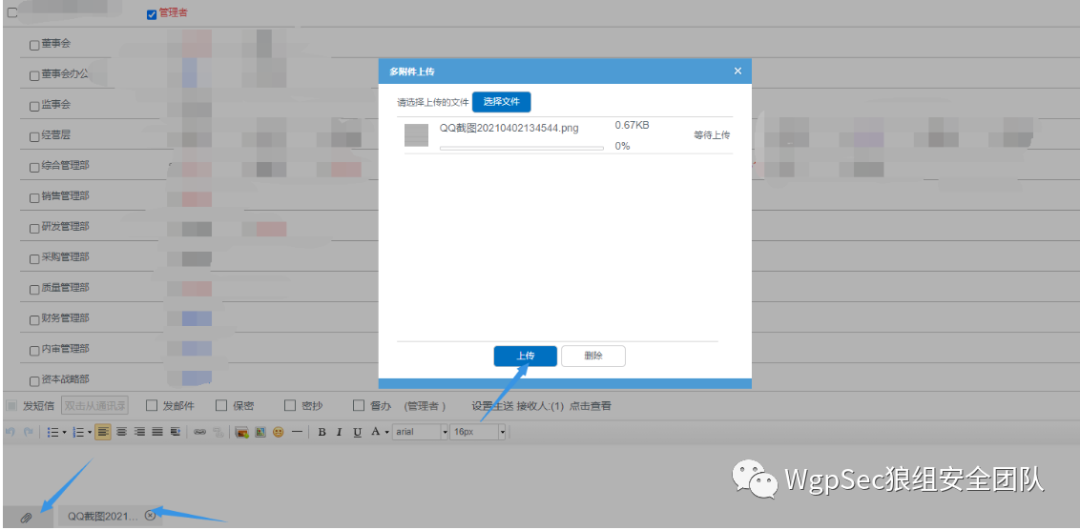 管理者
董事会
董事会办公
监事会
经营层
综合管理部
销售管理部
研发管理部
采购管理部
质量管理部
财务管理部
内审管理部
资本战略部
多附件上传
请选择上传的文件 选择文件
QQ截图20210402134544.png 0.67KB
等待上传
0%
上传 删除
发短信 双击从通讯录 发邮件 保密 密抄 督办 (管理者) 设置主送 接收人:(1) 点击查看
B I U A arial 16px
WgpSec狼组安全团队
QQ截图2021...